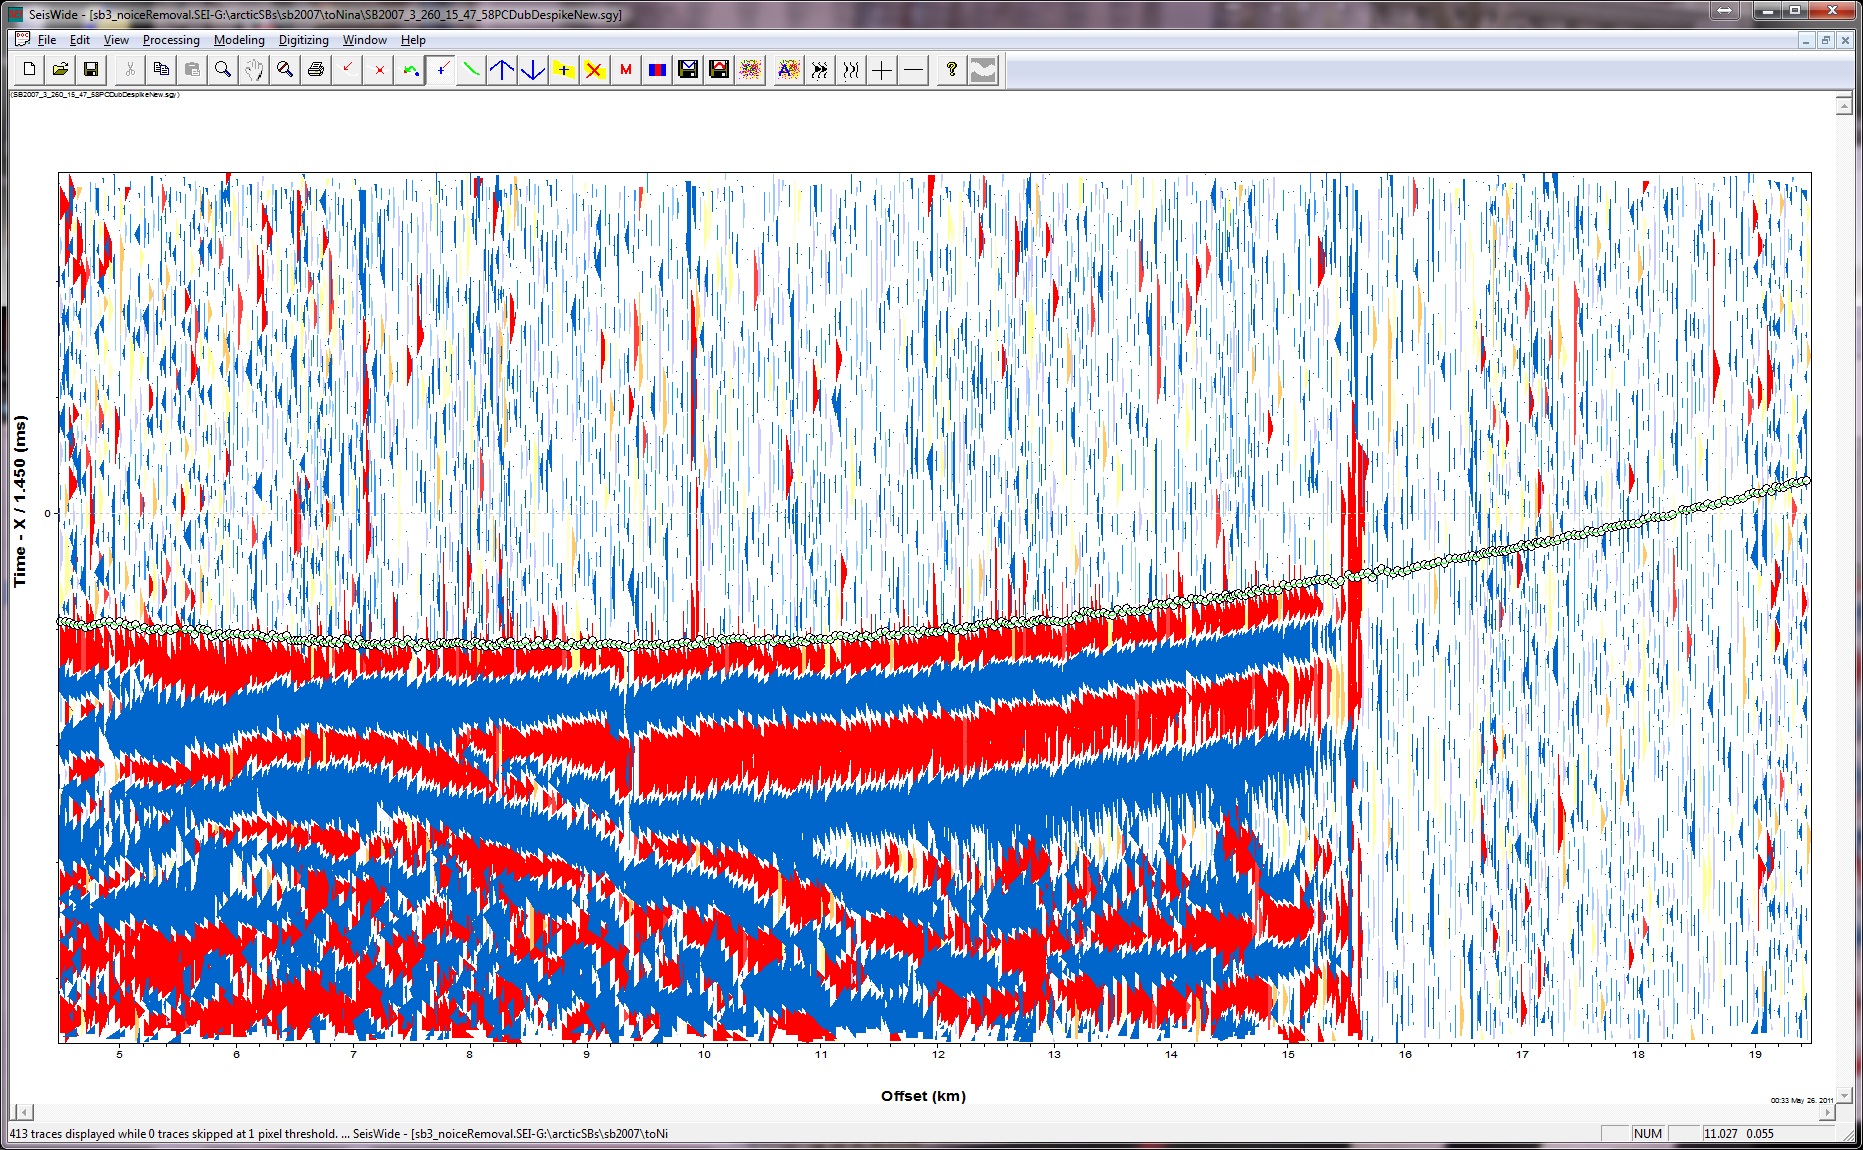 SeisWide - [sb3_noiceRemoval.SEI-G:\arcticSBs\sb2007\toNina\SB2007_3_260_15_47_58PCDubDespikeNew.sgy]
File Edit View Processing Modeling Digitizing Window Help
M A ?
(SB2007_3_260_15_47_58PCDubDespikeNew.sgy)
Time - X / 1.450 (ms)
0
5 6 7 8 9 10 11 12 13 14 15 16 17 18 19
Offset (km)
00:33 May 26, 2011
413 traces displayed while 0 traces skipped at 1 pixel threshold. ... SeisWide - [sb3_noiceRemoval.SEI-G:\arcticSBs\sb2007\toNi
NUM 11.027 0.055